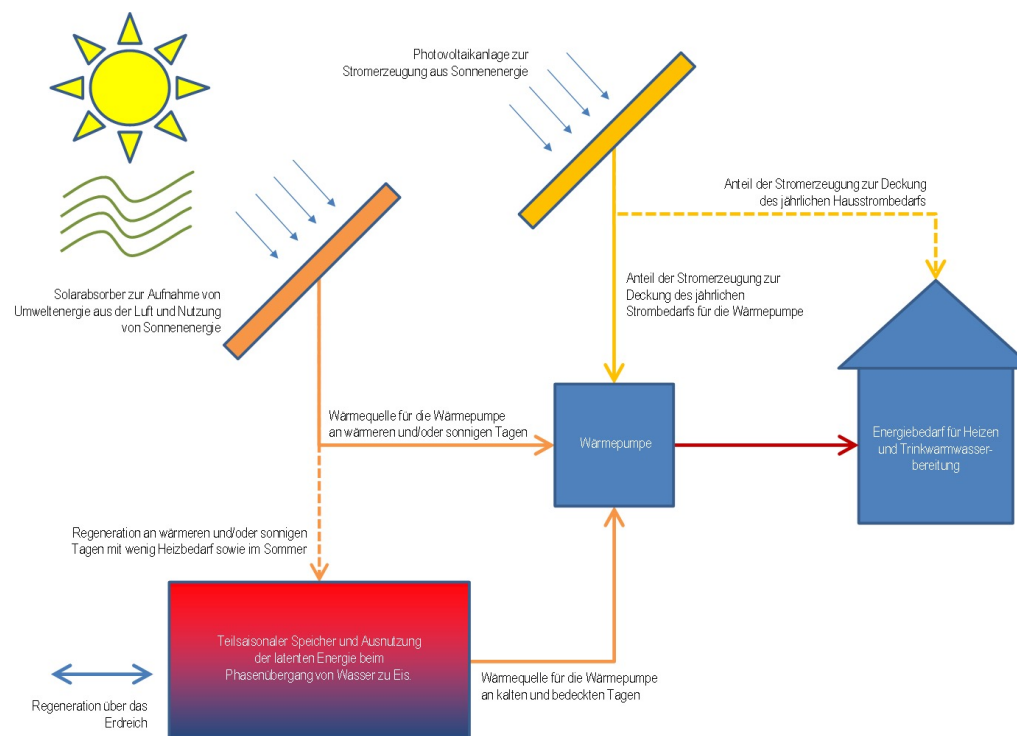 Photovoltaikanlage zur
Stromerzeugung aus Sonnenenergie
Anteil der Stromerzeugung zur Deckung
des jährlichen Hausstrombedarfs
Solarabsorber zur Aufnahme von
Umweltenergie aus der Luft und Nutzung
von Sonnenenergie
Anteil der Stromerzeugung zur
Deckung des jährlichen
Strombedarfs für die Wärmepumpe
Wärmequelle für die Wärmepumpe
an wärmeren und/oder sonnigen Tagen
Wärmepumpe
Energiebedarf für Heizen
und Trinkwarmwasser-
bereitung
Regeneration an wärmeren und/oder sonnigen
Tagen mit wenig Heizbedarf sowie im Sommer
Teilsaisonaler Speicher und Ausnutzung
der latenten Energie beim
Phasenübergang von Wasser zu Eis.
Wärmequelle für die Wärmepumpe
an kalten und bedeckten Tagen
Regeneration über das
Erdreich